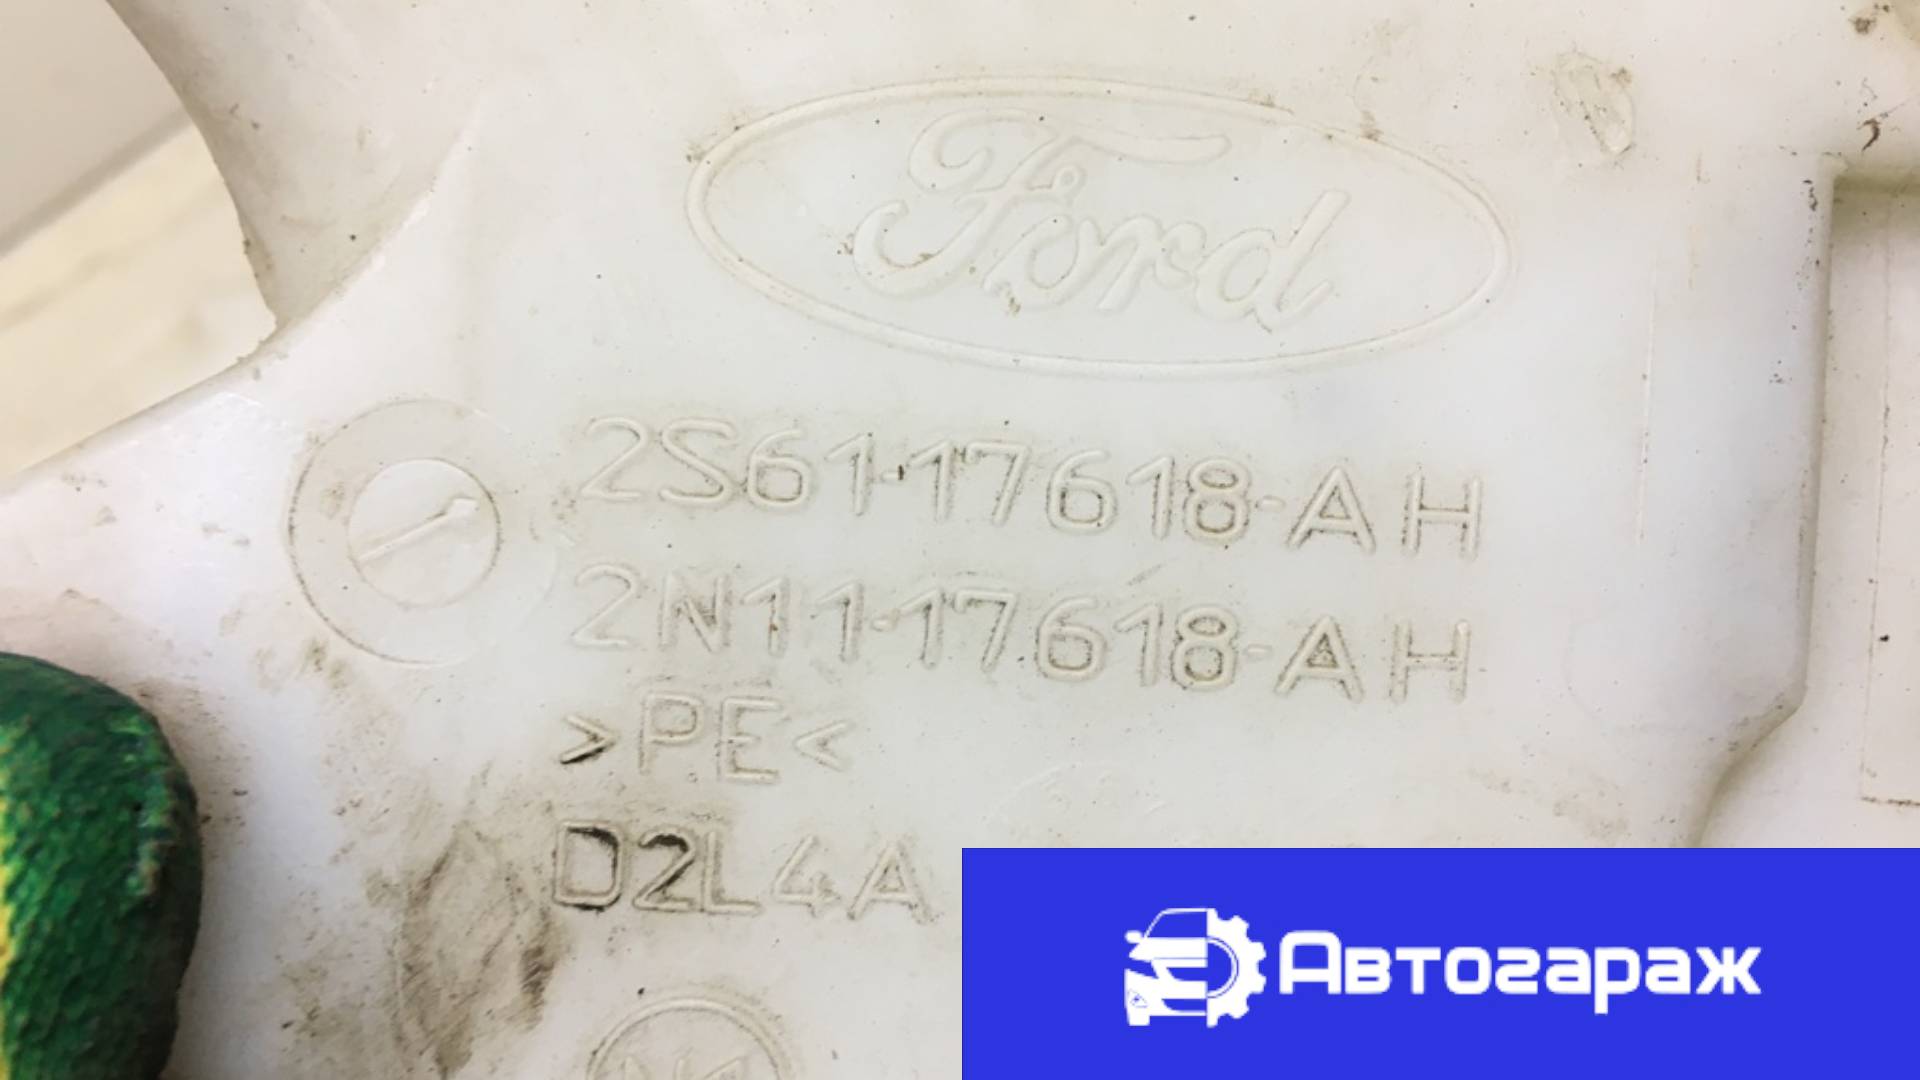 Ford
2S61-17618-AH
2N11-17618-AH
>PE<
D2L4A
Автогараж